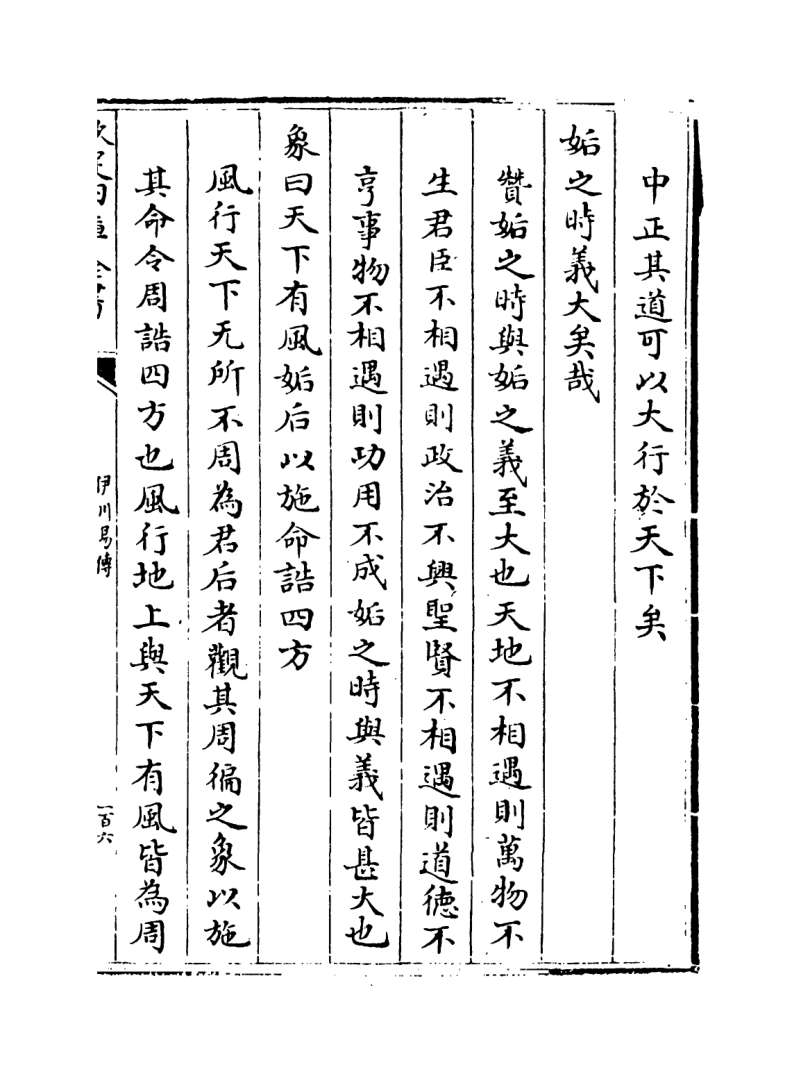 中正其道可以大行於天下矣
姤之時義大矣哉
贊姤之時與姤之義至大也天地不相遇則萬物不
生君臣不相遇則政治不興聖賢不相遇則道德不
亨事物不相遇則功用不成姤之時與義皆甚大也
象曰天下有風姤后以施命誥四方
風行天下无所不周為君后者觀其周徧之象以施
其命令周誥四方也風行地上與天下有風皆為周
伊川易傳
一百六